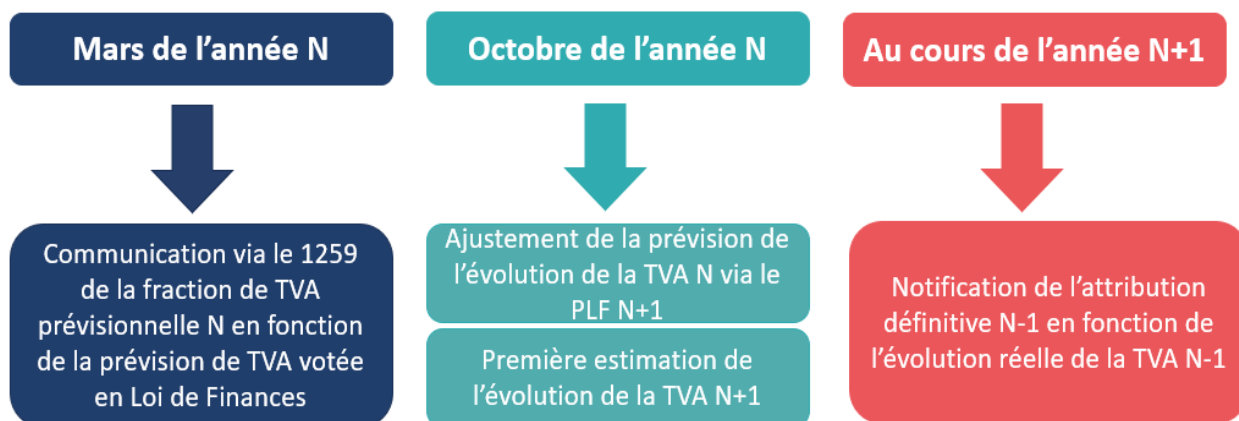 Mars de l’année N
Communication via le 1259
de la fraction de TVA
prévisionnelle N en fonction
de la prévision de TVA votée
en Loi de Finances
Octobre de l’année N
Ajustement de la prévision de
l’évolution de la TVA N via le
PLF N+1
Première estimation de
l’évolution de la TVA N+1
Au cours de l’année N+1
Notification de l’attribution
définitive N-1 en fonction de
l’évolution réelle de la TVA N-1